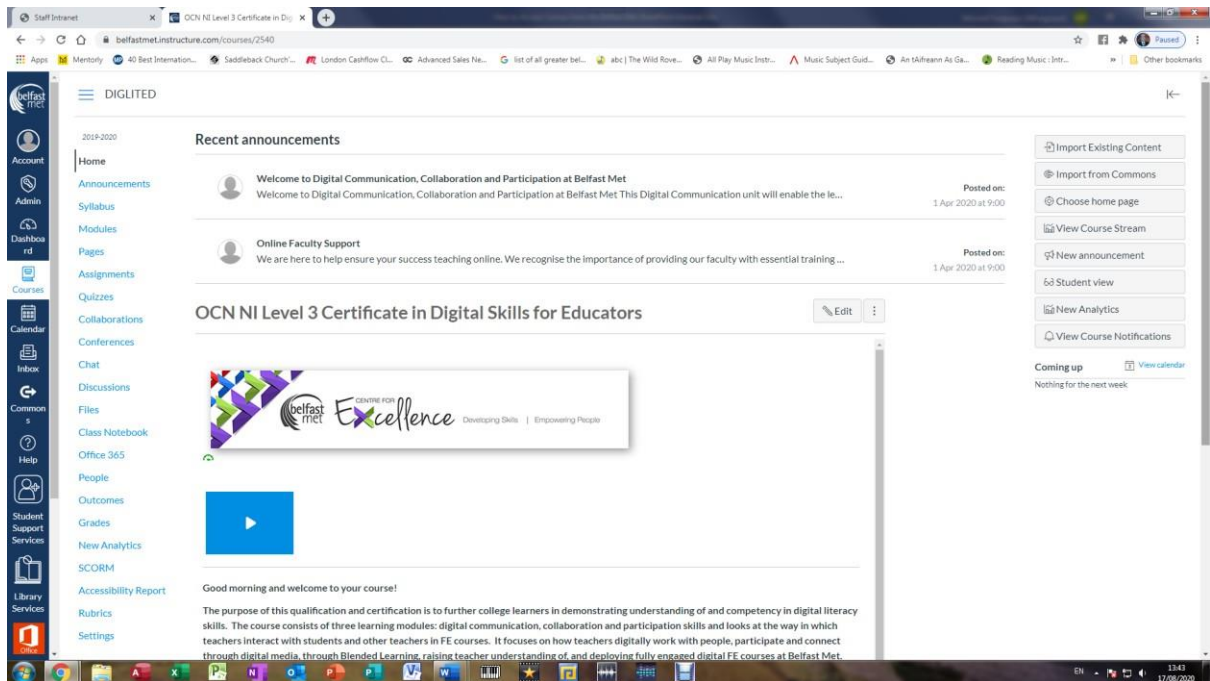 Staff Intranet
OCN NI Level 3 Certificate in Dig
belfastmet.instructure.com/courses/2540
Paused
Apps
Mentorly
40 Best Internation...
Saddleback Church'...
London Cashflow Cl...
Advanced Sales Ne...
list of all greater bel...
abc | The Wild Rove...
All Play Music Instr...
Music Subject Guid...
An tAifreann As Ga...
Reading Music : Intr...
»
Other bookmarks
belfast
met
Account
Admin
Dashboa
rd
Courses
Calendar
Inbox
Common
s
Help
Student
Support
Services
Library
Services
Office
DIGLITED
2019-2020
Home
Announcements
Syllabus
Modules
Pages
Assignments
Quizzes
Collaborations
Conferences
Chat
Discussions
Files
Class Notebook
Office 365
People
Outcomes
Grades
New Analytics
SCORM
Accessibility Report
Rubrics
Settings
Recent announcements
Welcome to Digital Communication, Collaboration and Participation at Belfast Met
Welcome to Digital Communication, Collaboration and Participation at Belfast Met This Digital Communication unit will enable the le...
Posted on:
1 Apr 2020 at 9:00
Online Faculty Support
We are here to help ensure your success teaching online. We recognise the importance of providing our faculty with essential training ...
Posted on:
1 Apr 2020 at 9:00
OCN NI Level 3 Certificate in Digital Skills for Educators
Edit
belfast
met
CENTRE FOR
Excellence
Developing Skills | Empowering People
Good morning and welcome to your course!
The purpose of this qualification and certification is to further college learners in demonstrating understanding of and competency in digital literacy
skills. The course consists of three learning modules: digital communication, collaboration and participation skills and looks at the way in which
teachers interact with students and other teachers in FE courses. It focuses on how teachers digitally work with people, participate and connect
through digital media, through Blended Learning, raising teacher understanding of, and deploying fully engaged digital FE courses at Belfast Met.
Import Existing Content
Import from Commons
Choose home page
View Course Stream
New announcement
Student view
New Analytics
View Course Notifications
Coming up
View calendar
Nothing for the next week
EN
13:43
17/08/2020